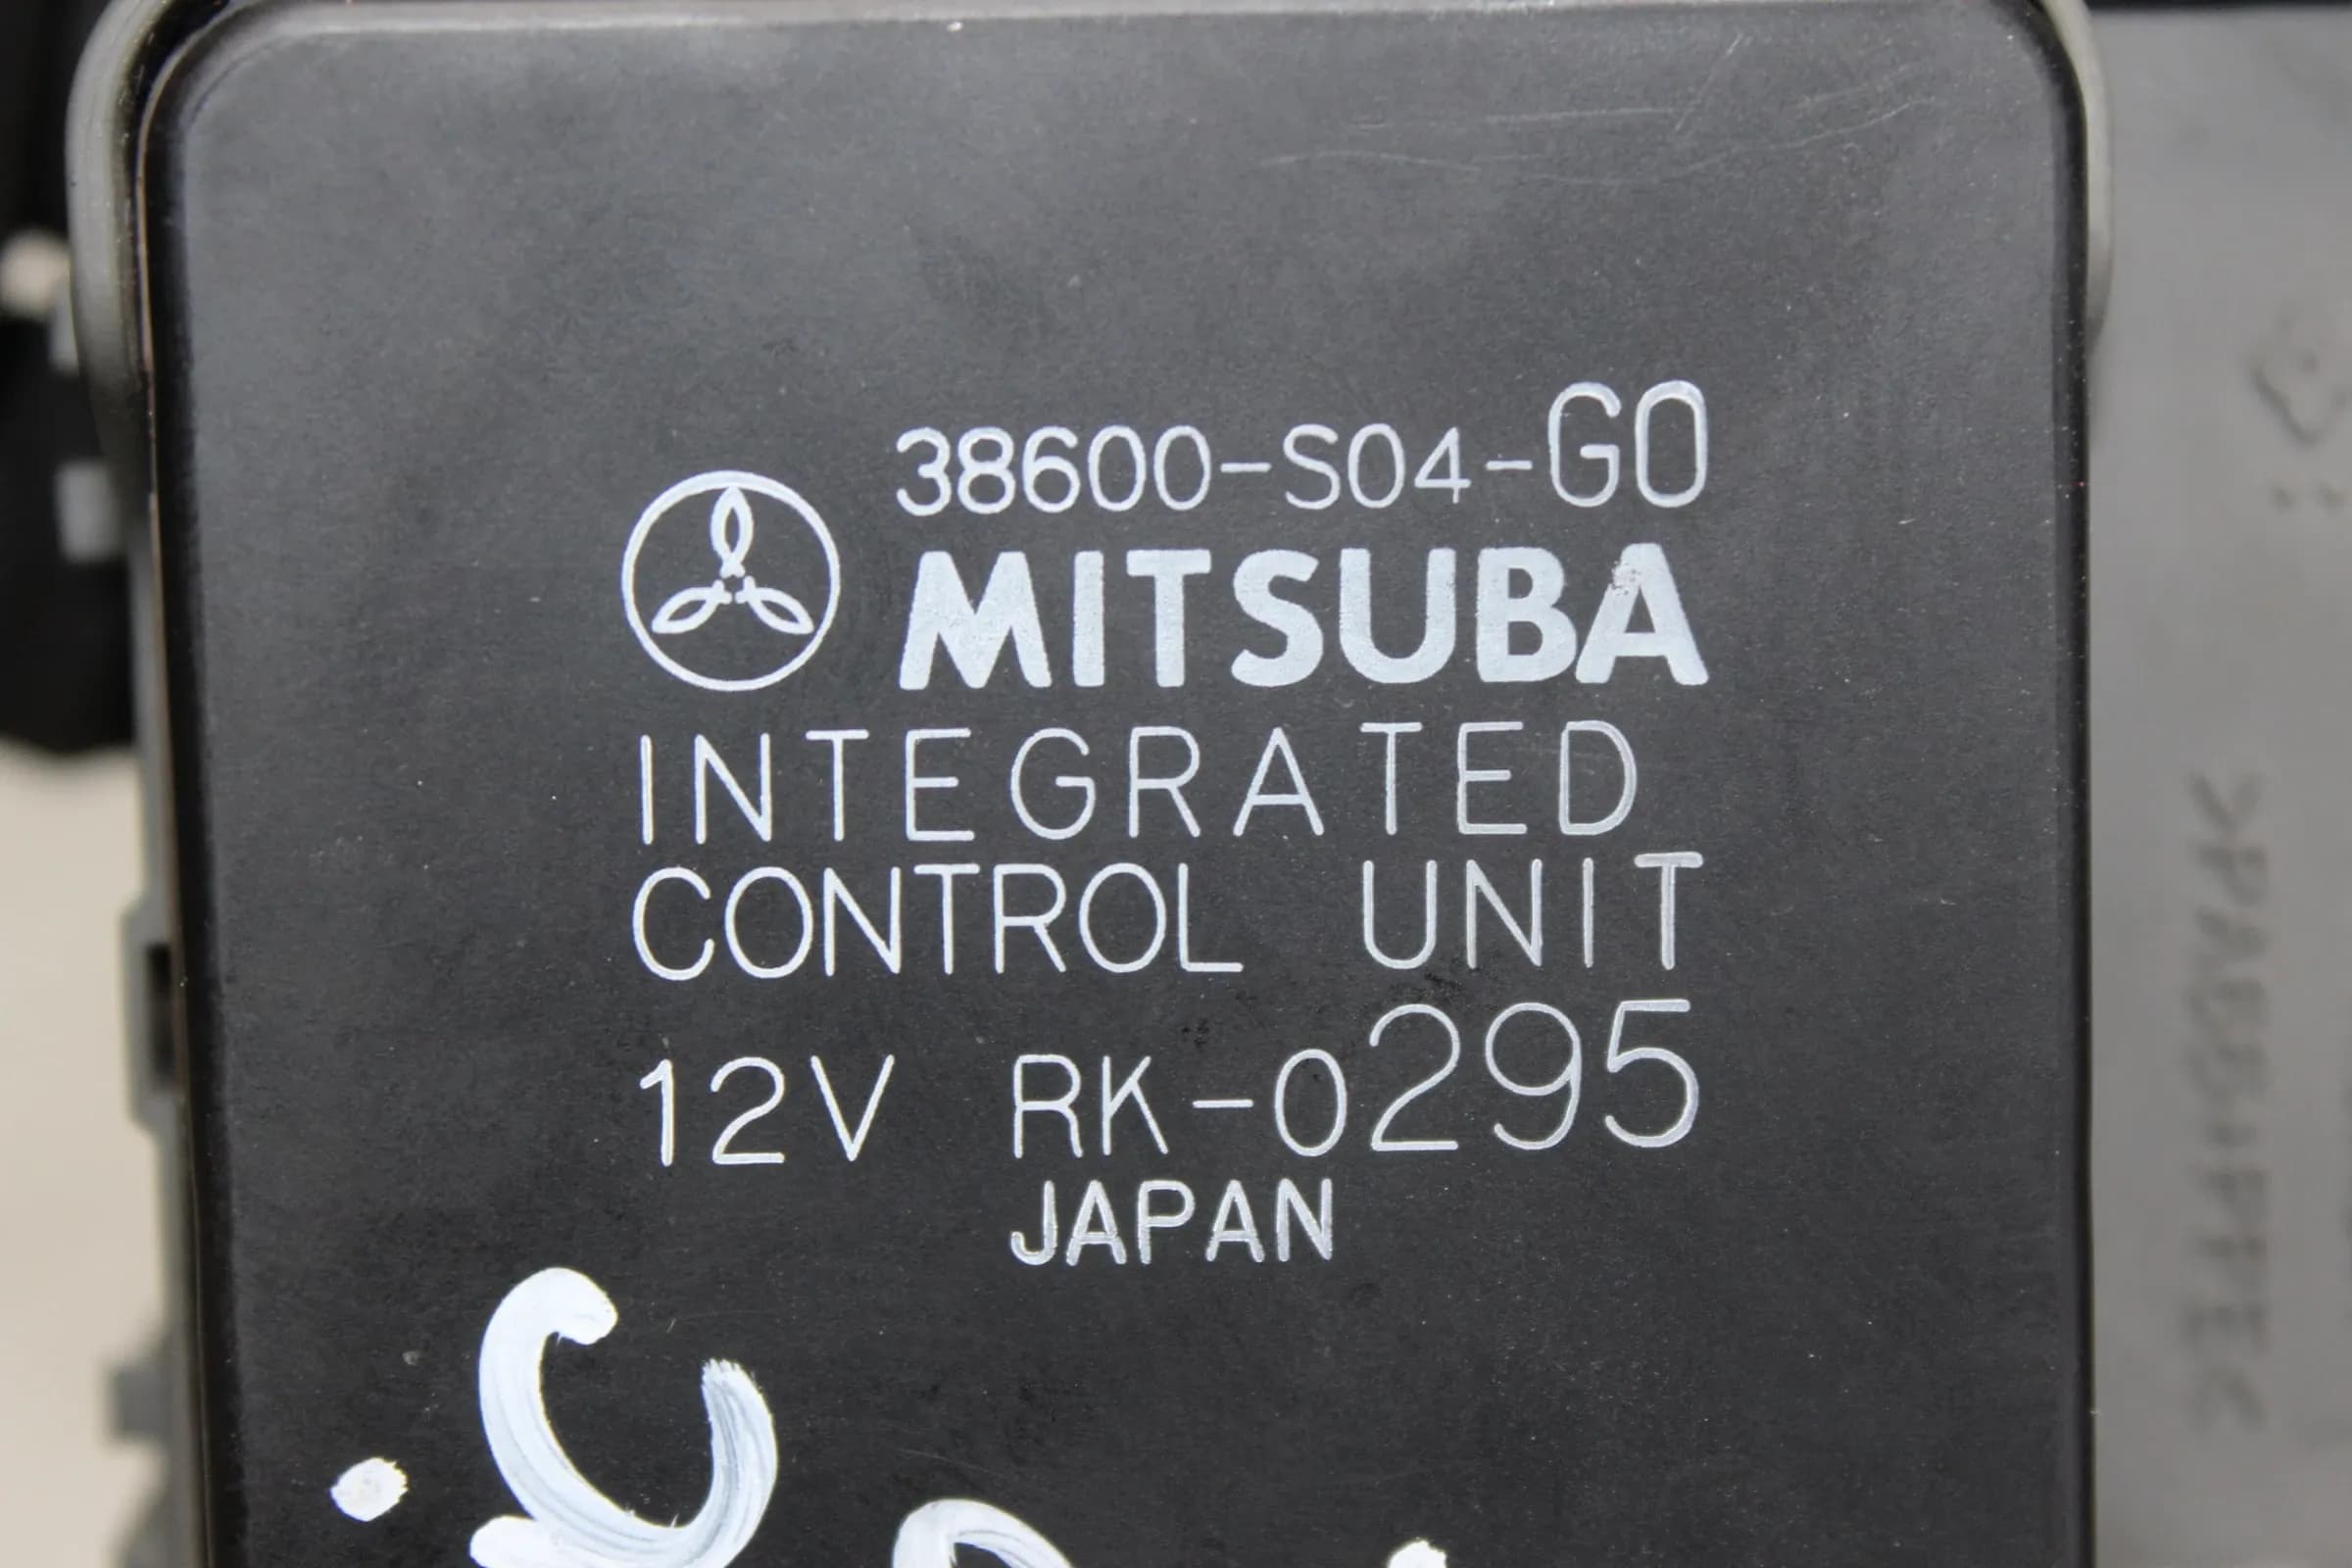 38600-S04-G0
MITSUBA
INTEGRATED
CONTROL UNIT
12V RK-0295
JAPAN